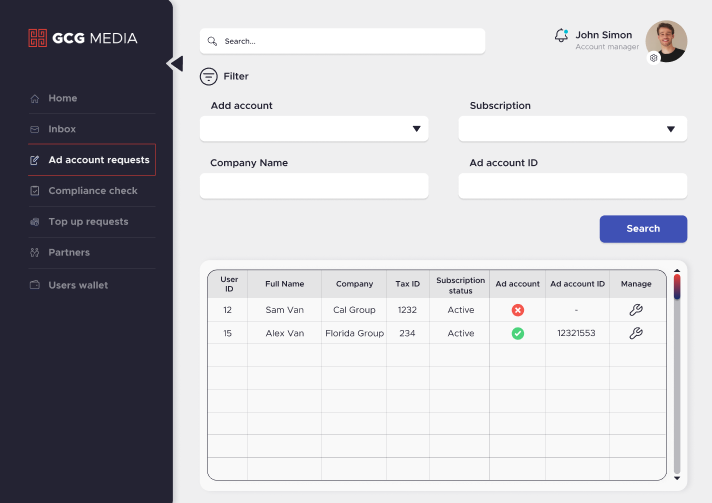 GCG MEDIA
Home
Inbox
Ad account requests
Compliance check
Top up requests
Partners
Users wallet
Search...
John Simon
Account manager
Filter
Add account
Subscription
Company Name
Ad account ID
Search
User ID Full Name Company Tax ID Subscription status Ad account Ad account ID Manage
12 Sam Van Cal Group 1232 Active -
15 Alex Van Florida Group 234 Active 12321553